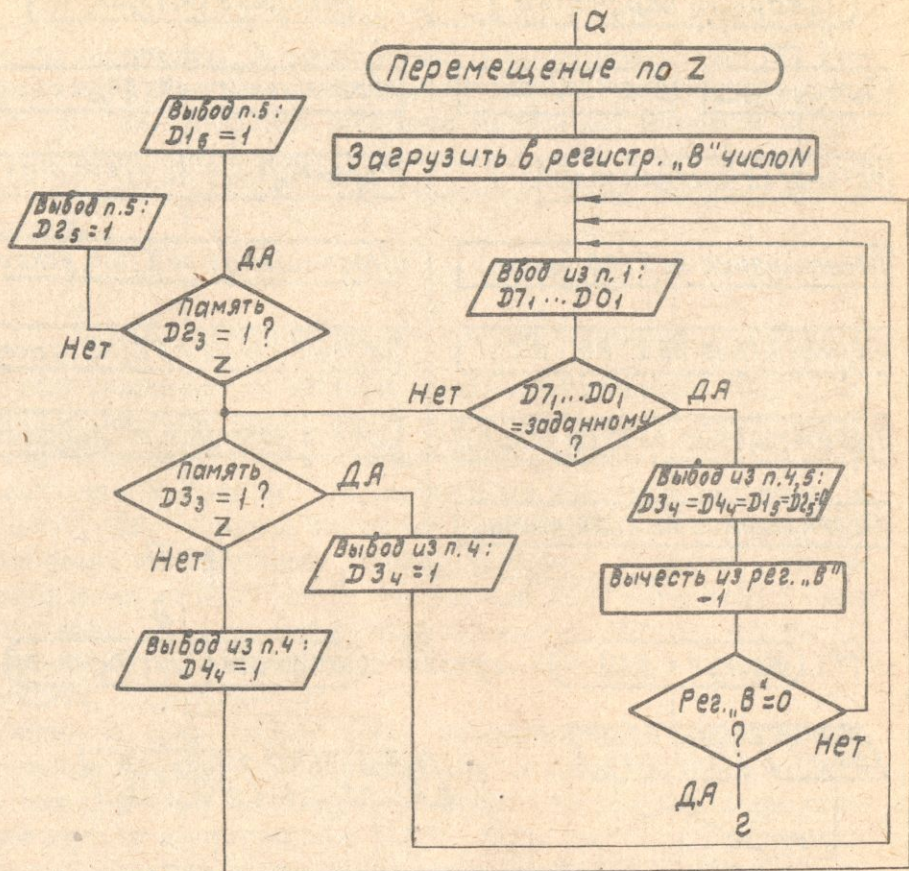 а
Перемещение по Z
Загрузить в регистр. „В" число N
Вывод п.5:
D1₅ = 1
Вывод п.5:
D2₅ = 1
ДА
Память
D2₃ = 1 ?
Z
Нет
Ввод из п.1:
D7₁ ... D0₁
Нет
D7₁...D0₁
=заданному
?
ДА
Память
D3₃ = 1 ?
Z
ДА
Нет
Вывод из п.4,5:
D3₄=D4₄=D1₅=D2₅=0
Вывод из п.4:
D3₄=1
Вычесть из рег. „В"
-1
Вывод из п.4:
D4₄ = 1
Рег. „В"=0
?
Нет
ДА
г